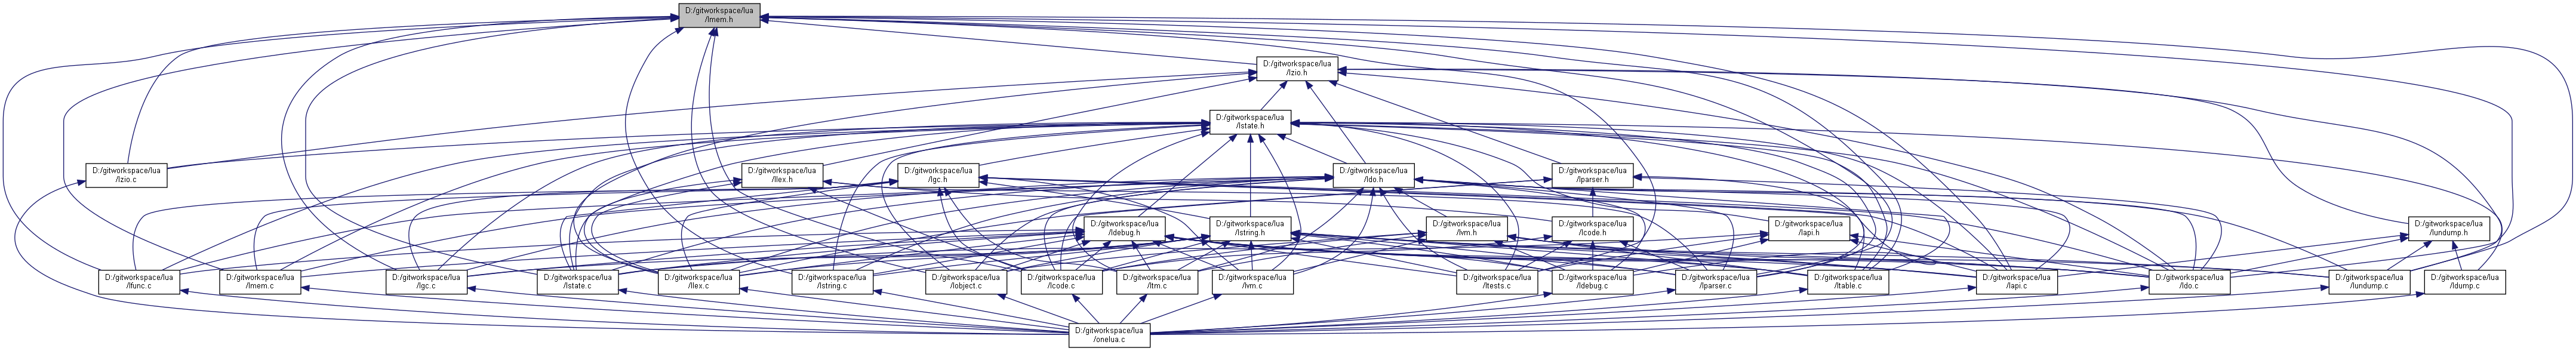 D:/gitworkspace/lua
/lmem.h
D:/gitworkspace/lua
/lzio.h
D:/gitworkspace/lua
/lstate.h
D:/gitworkspace/lua
/lzio.c
D:/gitworkspace/lua
/llex.h
D:/gitworkspace/lua
/lgc.h
D:/gitworkspace/lua
/ldo.h
D:/gitworkspace/lua
/lparser.h
D:/gitworkspace/lua
/ldebug.h
D:/gitworkspace/lua
/lstring.h
D:/gitworkspace/lua
/lvm.h
D:/gitworkspace/lua
/lcode.h
D:/gitworkspace/lua
/lapi.h
D:/gitworkspace/lua
/lundump.h
D:/gitworkspace/lua
/lfunc.c
D:/gitworkspace/lua
/lmem.c
D:/gitworkspace/lua
/lgc.c
D:/gitworkspace/lua
/lstate.c
D:/gitworkspace/lua
/llex.c
D:/gitworkspace/lua
/lstring.c
D:/gitworkspace/lua
/lobject.c
D:/gitworkspace/lua
/lcode.c
D:/gitworkspace/lua
/ltm.c
D:/gitworkspace/lua
/lvm.c
D:/gitworkspace/lua
/ltests.c
D:/gitworkspace/lua
/ldebug.c
D:/gitworkspace/lua
/lparser.c
D:/gitworkspace/lua
/ltable.c
D:/gitworkspace/lua
/lapi.c
D:/gitworkspace/lua
/ldo.c
D:/gitworkspace/lua
/lundump.c
D:/gitworkspace/lua
/ldump.c
D:/gitworkspace/lua
/onelua.c